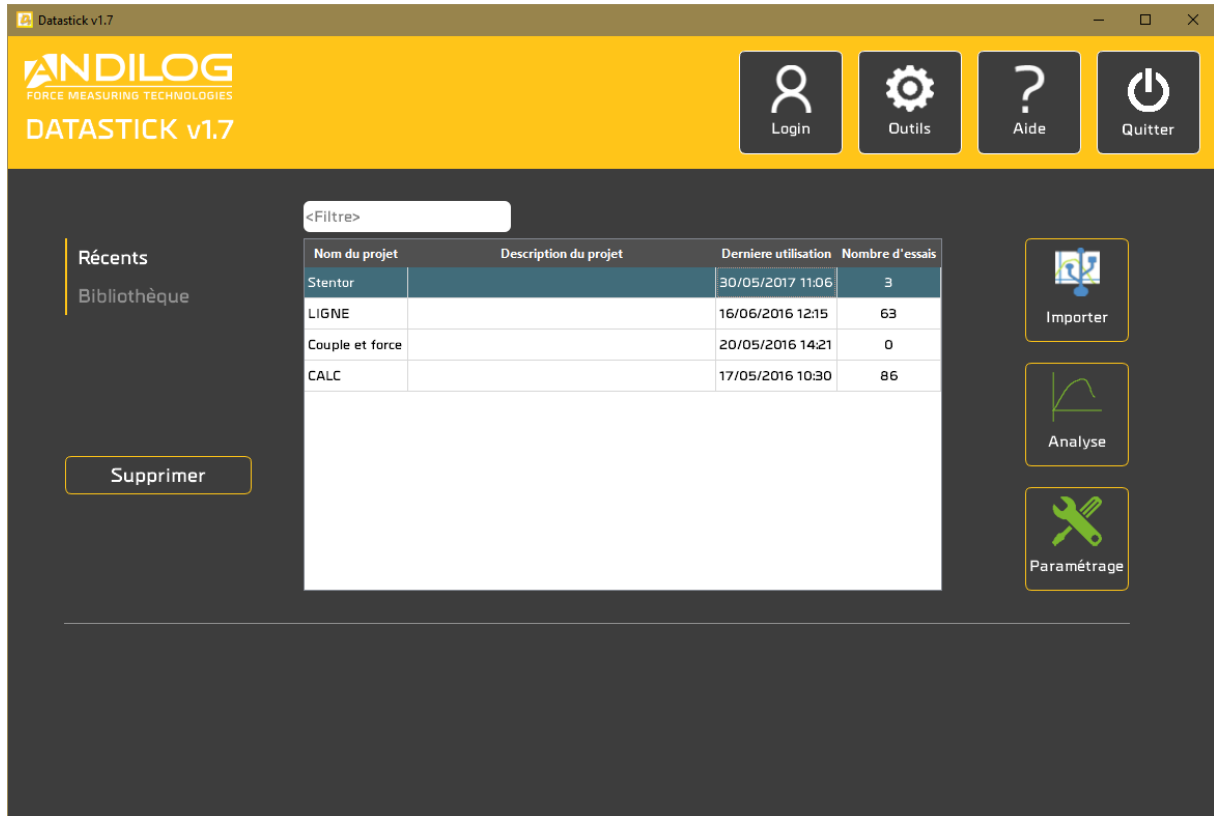 Datastick v1.7
ANDILOG
FORCE MEASURING TECHNOLOGIES
DATASTICK v1.7
Login
Outils
Aide
Quitter
<Filtre>
Récents
Bibliothèque
Supprimer
Nom du projet Description du projet Derniere utilisation Nombre d'essais
Stentor 30/05/2017 11:06 3
LIGNE 16/06/2016 12:15 63
Couple et force 20/05/2016 14:21 0
CALC 17/05/2016 10:30 86
Importer
Analyse
Paramétrage